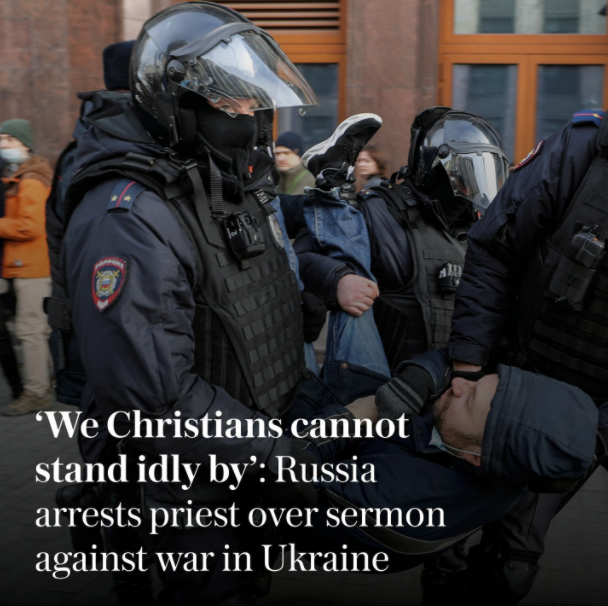 ‘We Christians cannot
stand idly by’: Russia
arrests priest over sermon
against war in Ukraine